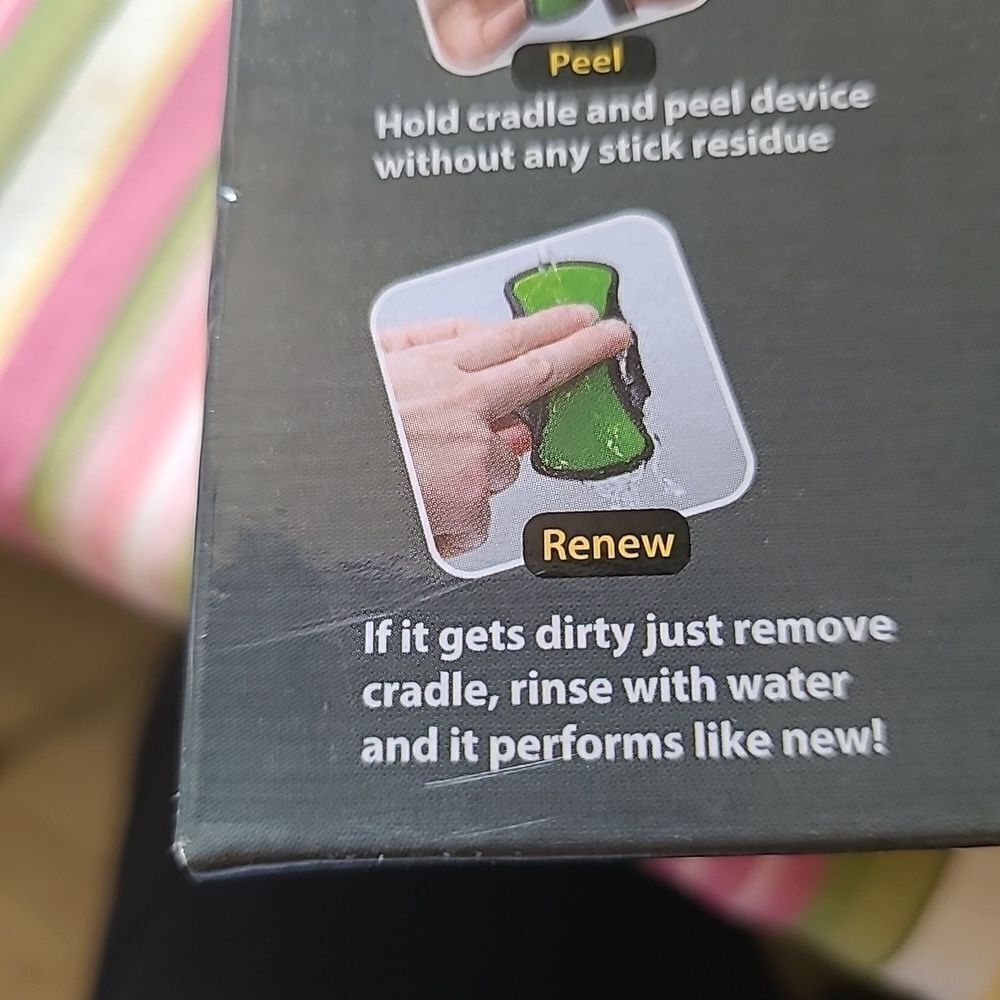 Peel
Hold cradle and peel device
without any stick residue
Renew
If it gets dirty just remove
cradle, rinse with water
and it performs like new!